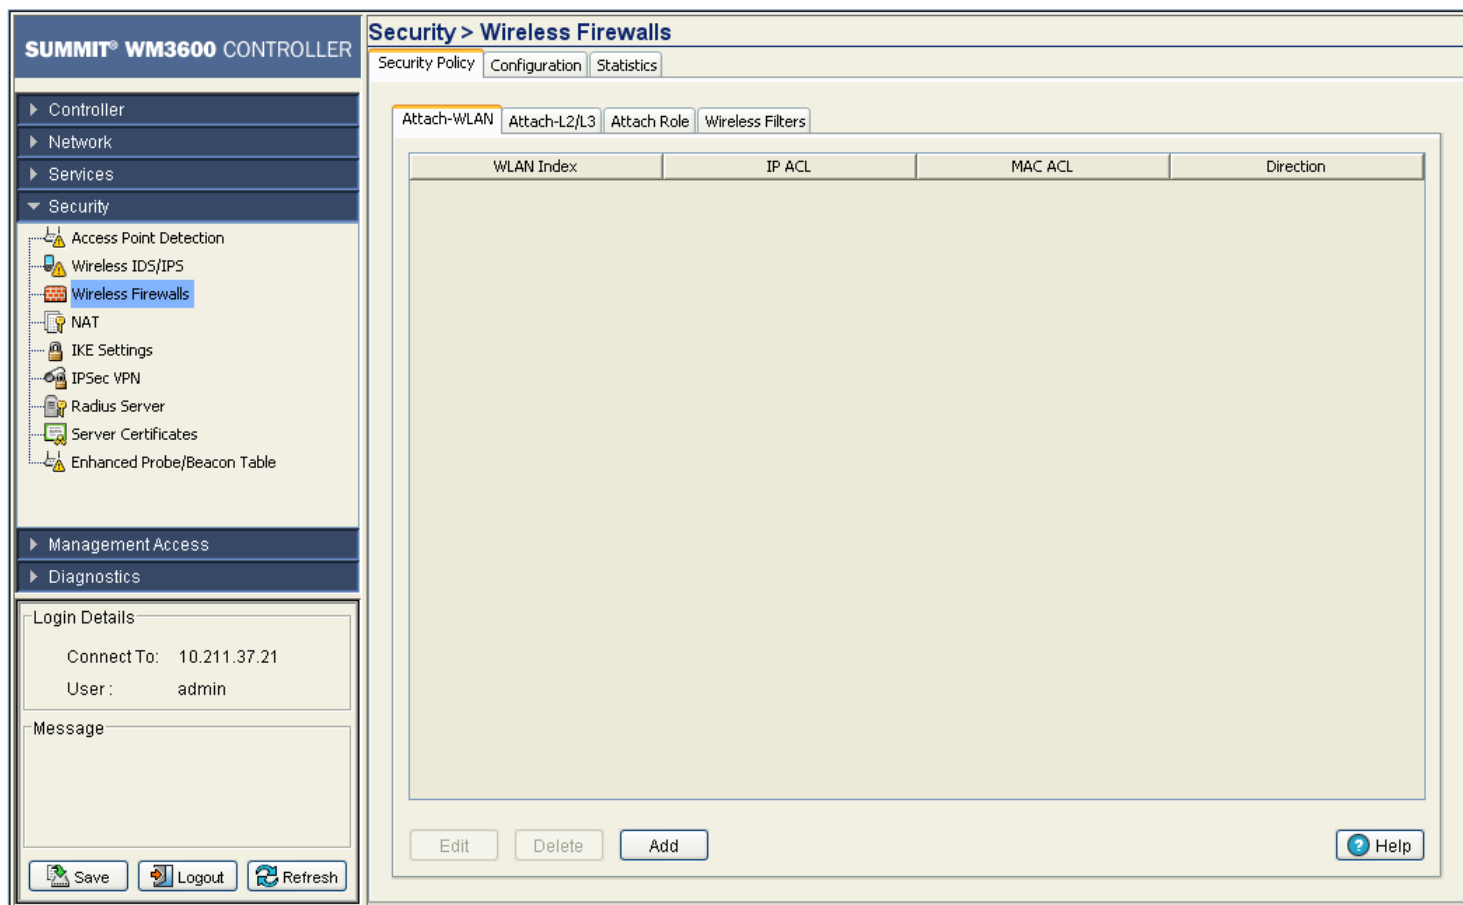 SUMMIT® WM3600 CONTROLLER
Controller
Network
Services
Security
Access Point Detection
Wireless IDS/IPS
Wireless Firewalls
NAT
IKE Settings
IPSec VPN
Radius Server
Server Certificates
Enhanced Probe/Beacon Table
Management Access
Diagnostics
Login Details
Connect To: 10.211.37.21
User : admin
Message
Save Logout Refresh
Security > Wireless Firewalls
Security Policy Configuration Statistics
Attach-WLAN Attach-L2/L3 Attach Role Wireless Filters
WLAN Index IP ACL MAC ACL Direction
Edit Delete Add Help